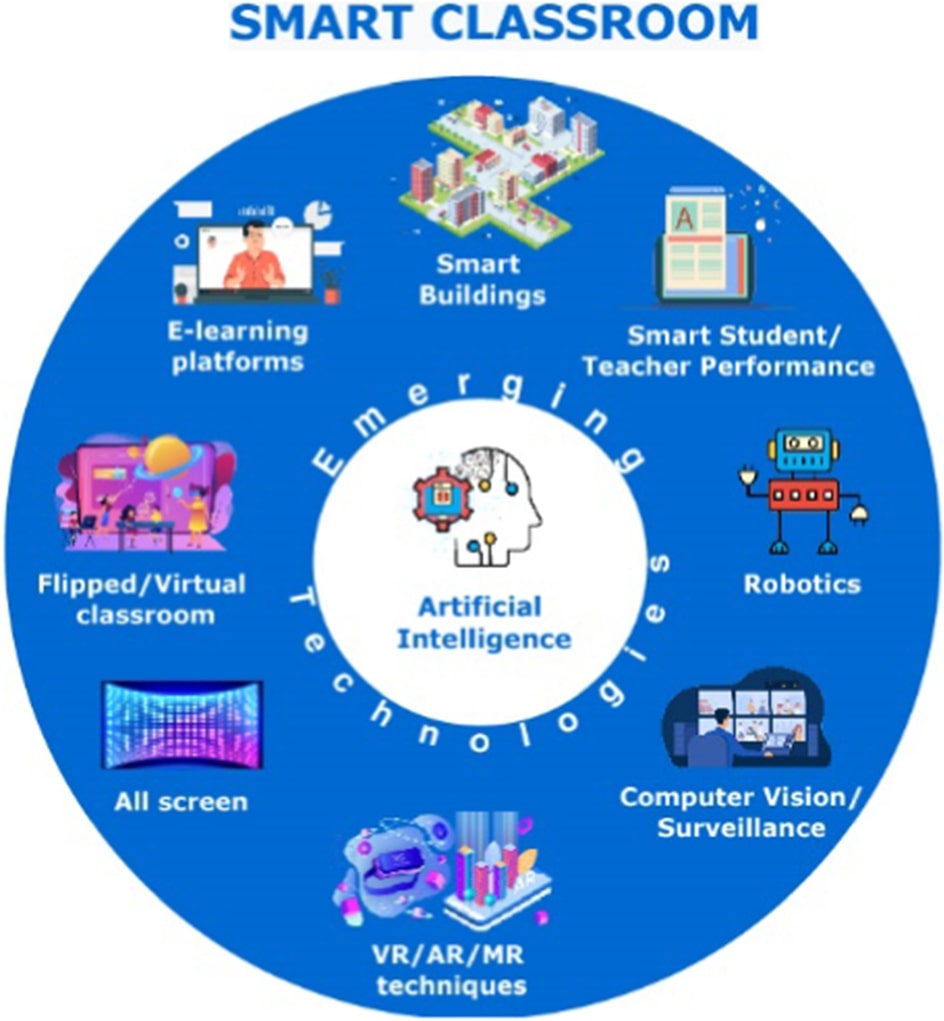 SMART CLASSROOM
Smart
Buildings
Smart Student/
Teacher Performance
A
Robotics
Computer Vision/
Surveillance
AR
VR/AR/MR
techniques
All screen
Flipped/Virtual
classroom
E-learning
platforms
Emerging
Technologies
Artificial
Intelligence